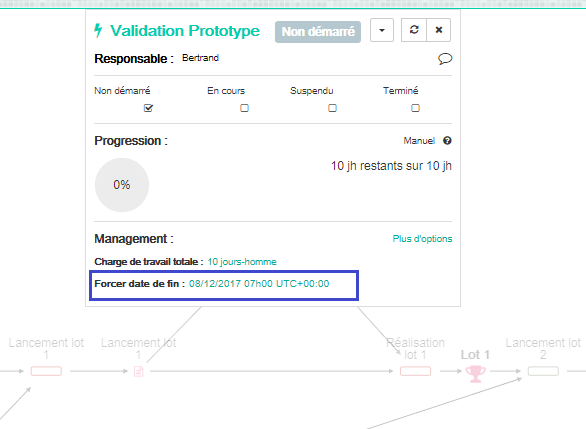 Validation Prototype
Non démarré
Responsable : Bertrand
Non démarré En cours Suspendu Terminé
Progression : Manuel
0%
10 jh restants sur 10 jh
Management : Plus d'options
Charge de travail totale : 10 jours-homme
Forcer date de fin : 08/12/2017 07h00 UTC+00:00
Lancement lot 
1
Lancement lot
1
Réalisation
lot 1
Lot 1
Lancement lot
2